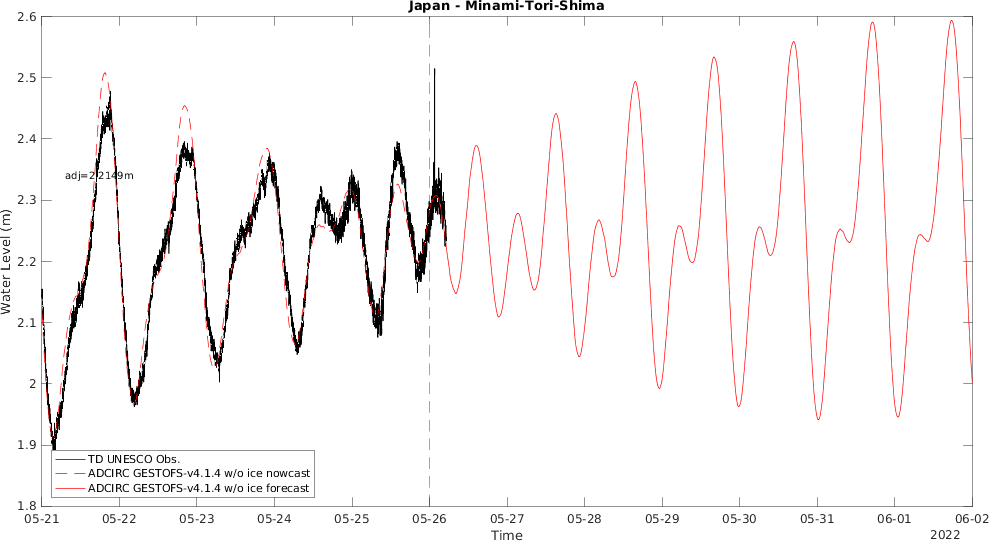 Japan - Minami-Tori-Shima
2.6
2.5
2.4
2.3
2.2
2.1
2
1.9
1.8
Water Level (m)
adj=2.2149m
TD UNESCO Obs.
ADCIRC GESTOFS-v4.1.4 w/o ice nowcast
ADCIRC GESTOFS-v4.1.4 w/o ice forecast
05-21 05-22 05-23 05-24 05-25 05-26 05-27 05-28 05-29 05-30 05-31 06-01 06-02
Time
2022